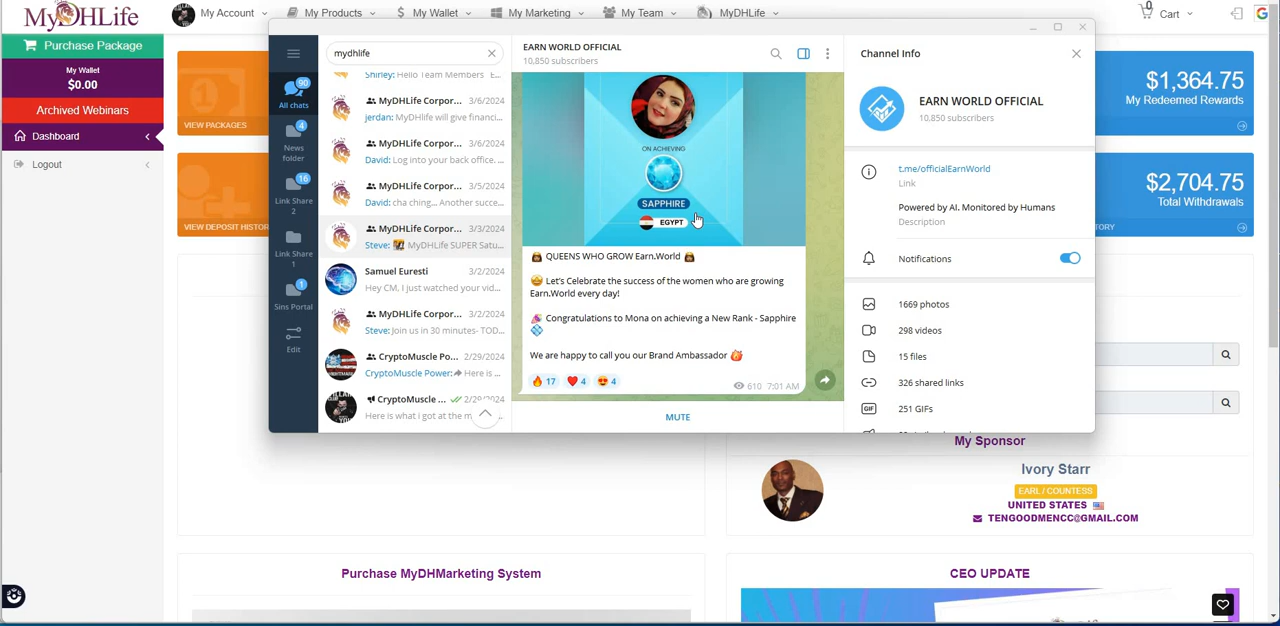 MyDHLife
My Account
My Products
My Wallet
My Marketing
My Team
MyDHLife
0
Cart
Purchase Package
My Wallet
$0.00
Archived Webinars
Dashboard
Logout
VIEW PACKAGES
VIEW DEPOSIT HISTOR
$1,364.75
My Redeemed Rewards
$2,704.75
Total Withdrawals
TORY
90
All chats
4
News
folder
16
Link Share
2
Link Share
1
1
Sins Portal
Edit
mydhlife
Shirley: Hello Team Members E...
MyDHLife Corpor... 3/6/2024
jerdan: MyDHlife will give financi...
MyDHLife Corpor... 3/6/2024
David: Log into your back office. ...
MyDHLife Corpor... 3/5/2024
David: cha ching... Another succe...
MyDHLife Corpor... 3/3/2024
Steve: MyDHLife SUPER Satu...
Samuel Euresti 3/2/2024
Hey CM, I just watched your vid...
MyDHLife Corpor... 3/2/2024
Steve: Join us in 30 minutes- TOD...
CryptoMuscle Po... 2/29/2024
CryptoMuscle Power: Here is ...
CryptoMuscle ... 2/29/2024
Here is what i got at the m...
EARN WORLD OFFICIAL
10,850 subscribers
ON ACHIEVING
SAPPHIRE
EGYPT
QUEENS WHO GROW Earn.World
Let's Celebrate the success of the women who are growing
Earn.World every day!
Congratulations to Mona on achieving a New Rank - Sapphire
We are happy to call you our Brand Ambassador
17 4 4
610 7:01 AM
MUTE
Channel Info
EARN WORLD OFFICIAL
10,850 subscribers
t.me/officialEarnWorld
Link
Powered by AI. Monitored by Humans
Description
Notifications
1669 photos
298 videos
15 files
326 shared links
GIF
251 GIFs
My Sponsor
Ivory Starr
EARL / COUNTESS
UNITED STATES
TENGOODMENCC@GMAIL.COM
Purchase MyDHMarketing System
CEO UPDATE